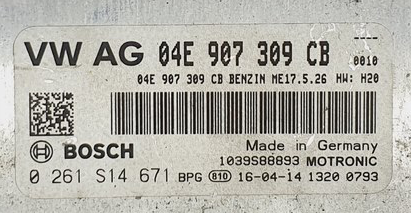 VW AG 04E 907 309 CB 0010
04E 907 309 CB BENZIN ME17.5.26 HW: H20
Made in Germany
BOSCH 1039S88893 MOTRONIC
0 261 S14 671 BPG 810 16-04-14 1320 0793